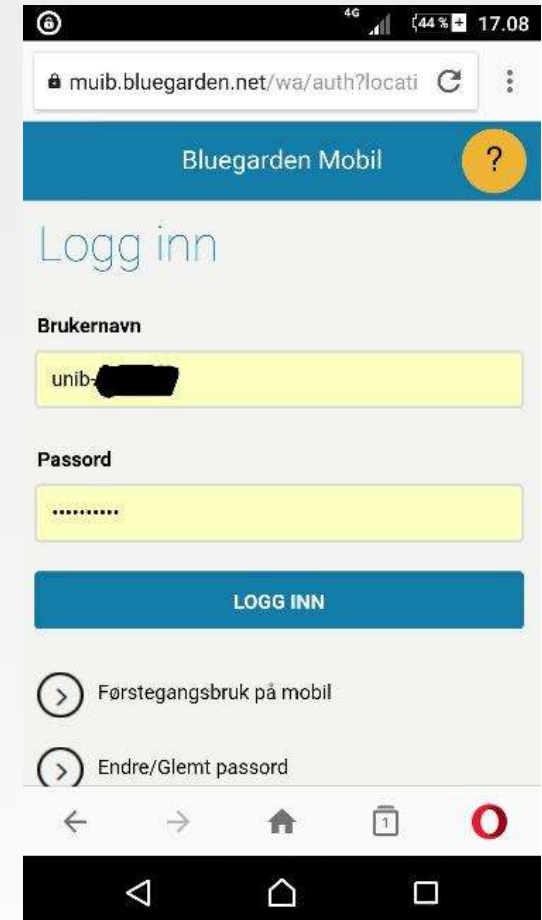 4G 44 % 17.08
muib.bluegarden.net/wa/auth?locati
Bluegarden Mobil ?
Logg inn
Brukernavn
unib-
Passord
••••••••••
LOGG INN
Førstegangsbruk på mobil
Endre/Glemt passord
1